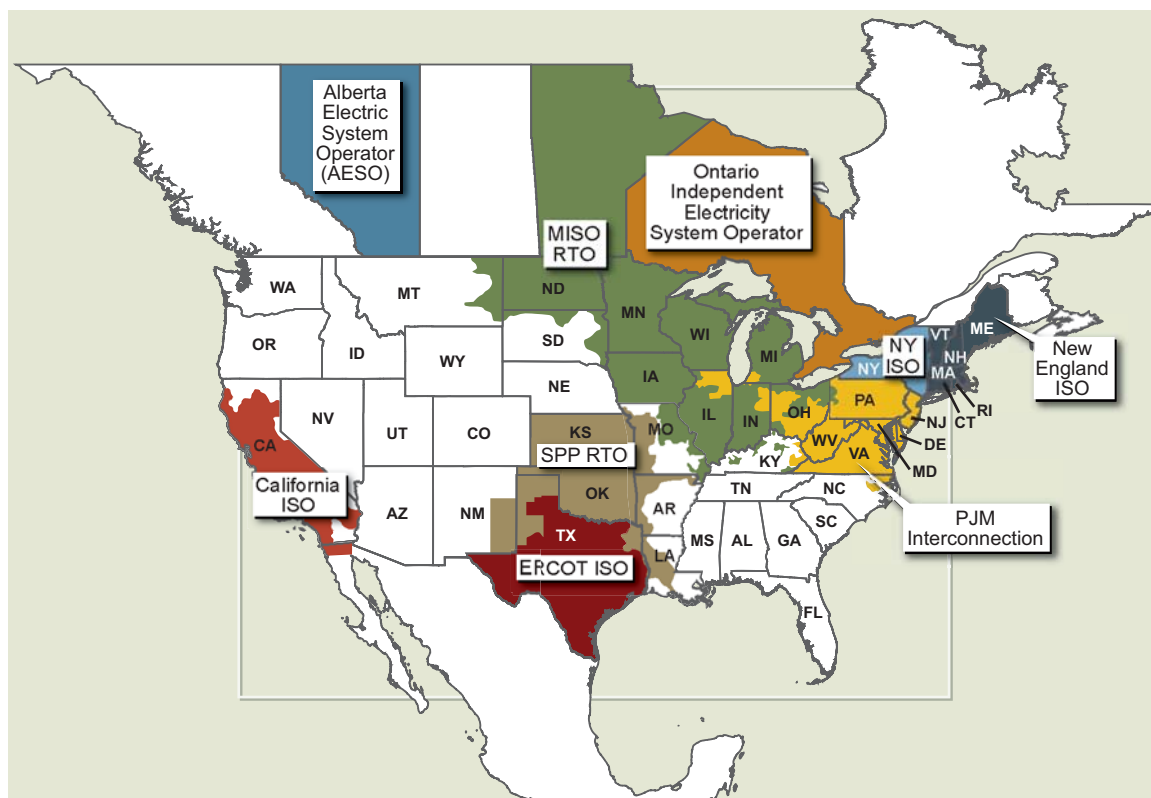 Alberta
Electric
System
Operator
(AESO)
Ontario
Independent
Electricity
System Operator
MISO
RTO
WA
MT
ND
MN
OR
ID
SD
WI
MI
WY
IA
NE
NV
UT
CO
CA
California
ISO
AZ
NM
KS
SPP RTO
OK
TX
ERCOT ISO
MO
IL
IN
OH
KY
TN
AR
LA
MS
AL
GA
FL
SC
NC
WV
VA
PA
NY
NY
ISO
VT
NH
MA
ME
New
England
ISO
RI
CT
NJ
DE
MD
PJM
Interconnection